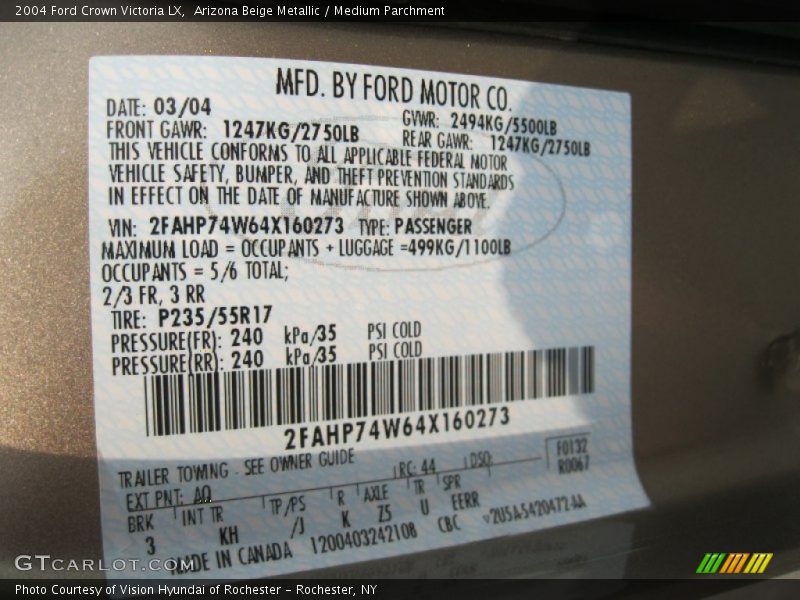 2004 Ford Crown Victoria LX, Arizona Beige Metallic / Medium Parchment
MFD. BY FORD MOTOR CO.
DATE: 03/04
GVWR: 2494KG/5500LB
FRONT GAWR: 1247KG/2750LB
REAR GAWR: 1247KG/2750LB
THIS VEHICLE CONFORMS TO ALL APPLICABLE FEDERAL MOTOR
VEHICLE SAFETY, BUMPER, AND THEFT PREVENTION STANDARDS
IN EFFECT ON THE DATE OF MANUFACTURE SHOWN ABOVE.
VIN: 2FAHP74W64X160273 TYPE: PASSENGER
MAXIMUM LOAD = OCCUPANTS + LUGGAGE =499KG/1100LB
OCCUPANTS = 5/6 TOTAL;
2/3 FR, 3 RR
TIRE: P235/55R17
PRESSURE(FR): 240 kPa/35 PSI COLD
PRESSURE(RR): 240 kPa/35 PSI COLD
2FAHP74W64X160273
TRAILER TOWING - SEE OWNER GUIDE
EXT PNT: AQ RC: 44 DSO: F0132
R0067
BRK INT TR TP/PS R AXLE TR SPR
3 KH /J K Z5 U EERR
MADE IN CANADA 1200403242108 CBC V2U5A-5420472-AA
GTCARLOT.COM
Photo Courtesy of Vision Hyundai of Rochester – Rochester, NY